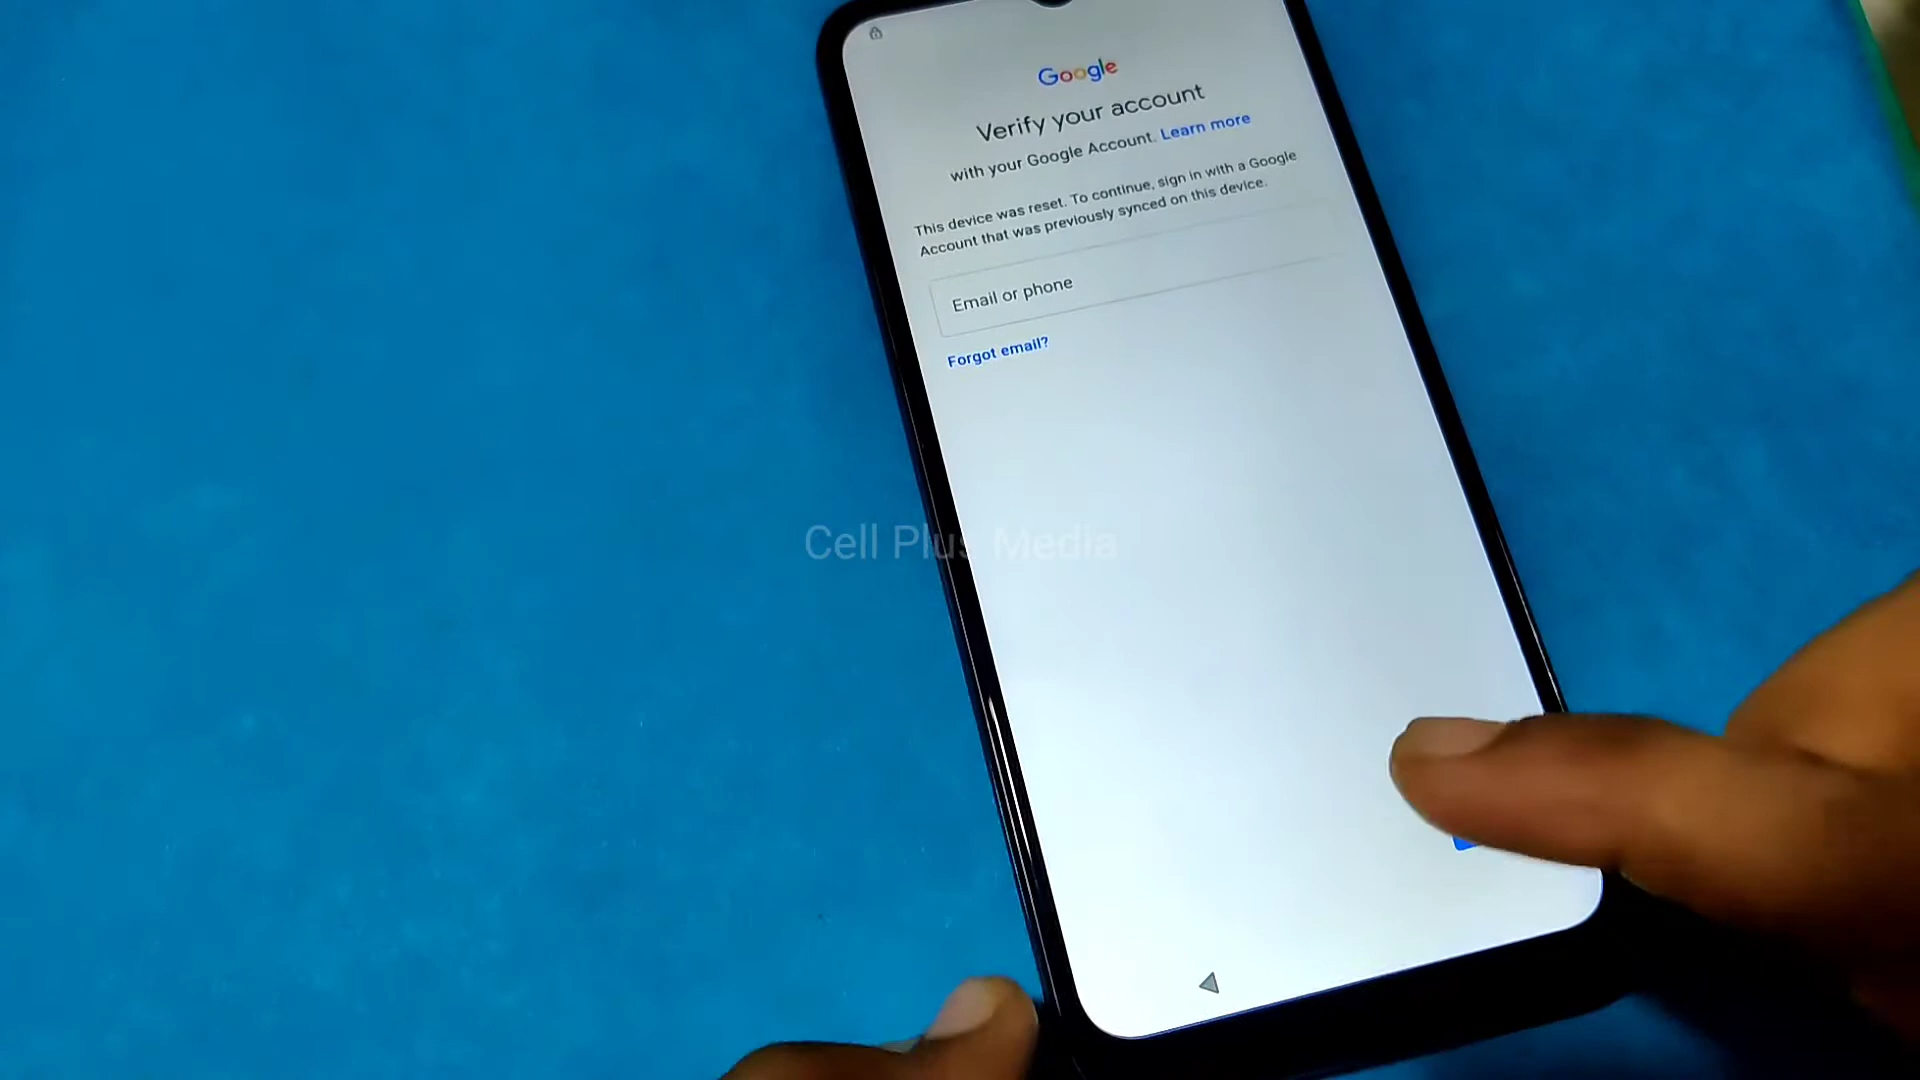 Google
Verify your account
with your Google Account. Learn more
This device was reset. To continue, sign in with a Google
Account that was previously synced on this device.
Email or phone
Forgot email?
Cell Plus Media